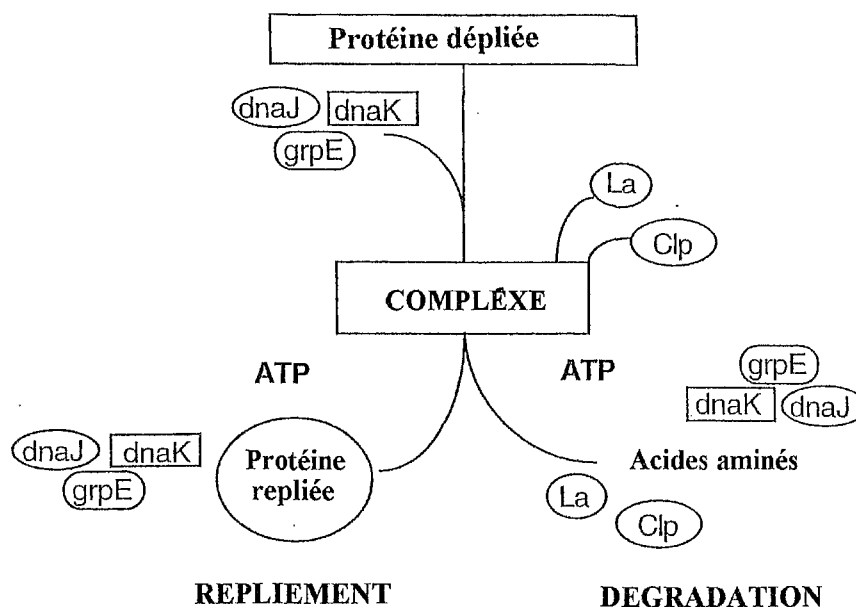 Protéine dépliée
dnaJ dnaK
grpE
La
Clp
COMPLÉXE
ATP ATP
grpE
dnaK dnaJ
dnaJ dnaK
grpE
Protéine
repliée
Acides aminés
La
Clp
REPLIEMENT DEGRADATION